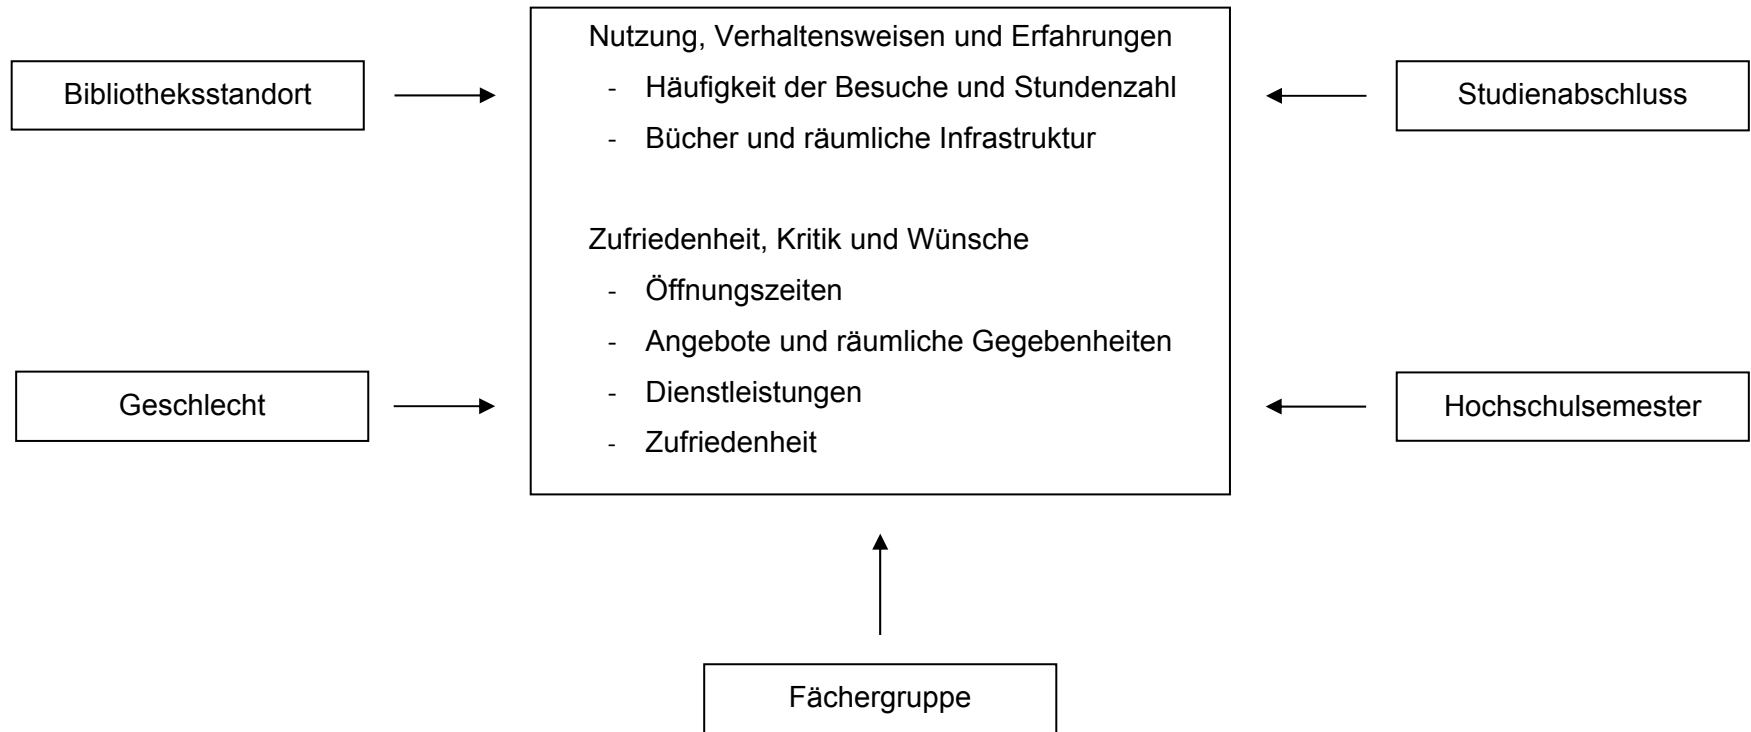 Nutzung, Verhaltensweisen und Erfahrungen
- Häufigkeit der Besuche und Stundenzahl
- Bücher und räumliche Infrastruktur
Zufriedenheit, Kritik und Wünsche
- Öffnungszeiten
- Angebote und räumliche Gegebenheiten
- Dienstleistungen
- Zufriedenheit
Bibliotheksstandort
Studienabschluss
Geschlecht
Hochschulsemester
Fächergruppe